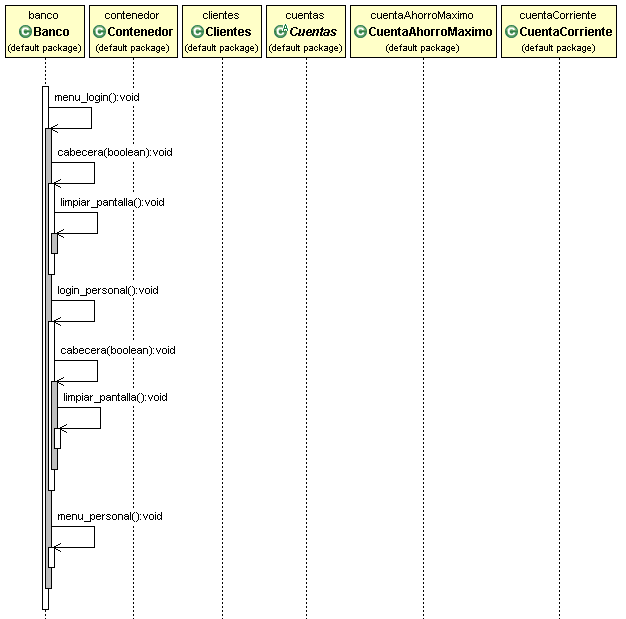 banco
Banco
(default package)
contenedor
Contenedor
(default package)
clientes
Clientes
(default package)
cuentas
Cuentas
(default package)
cuentaAhorroMaximo
CuentaAhorroMaximo
(default package)
cuentaCorriente
CuentaCorriente
(default package)
menu_login():void
cabecera(boolean):void
limpiar_pantalla():void
login_personal():void
cabecera(boolean):void
limpiar_pantalla():void
menu_personal():void